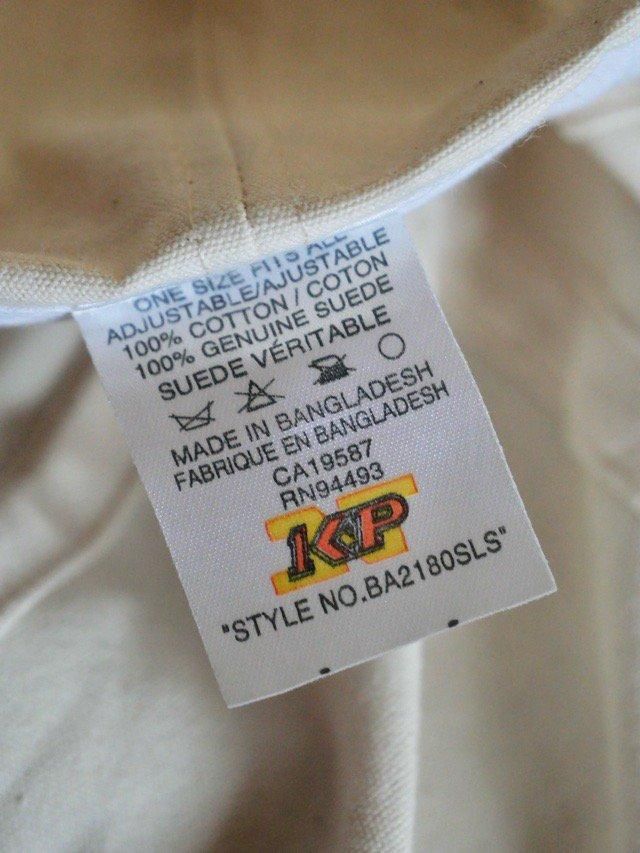 ONE SIZE FITS ALL
ADJUSTABLE/AJUSTABLE
100% COTTON / COTON
100% GENUINE SUEDE
SUEDE VÉRITABLE
MADE IN BANGLADESH
FABRIQUE EN BANGLADESH
CA19587
RN94493
N
KP
"STYLE NO.BA2180SLS"